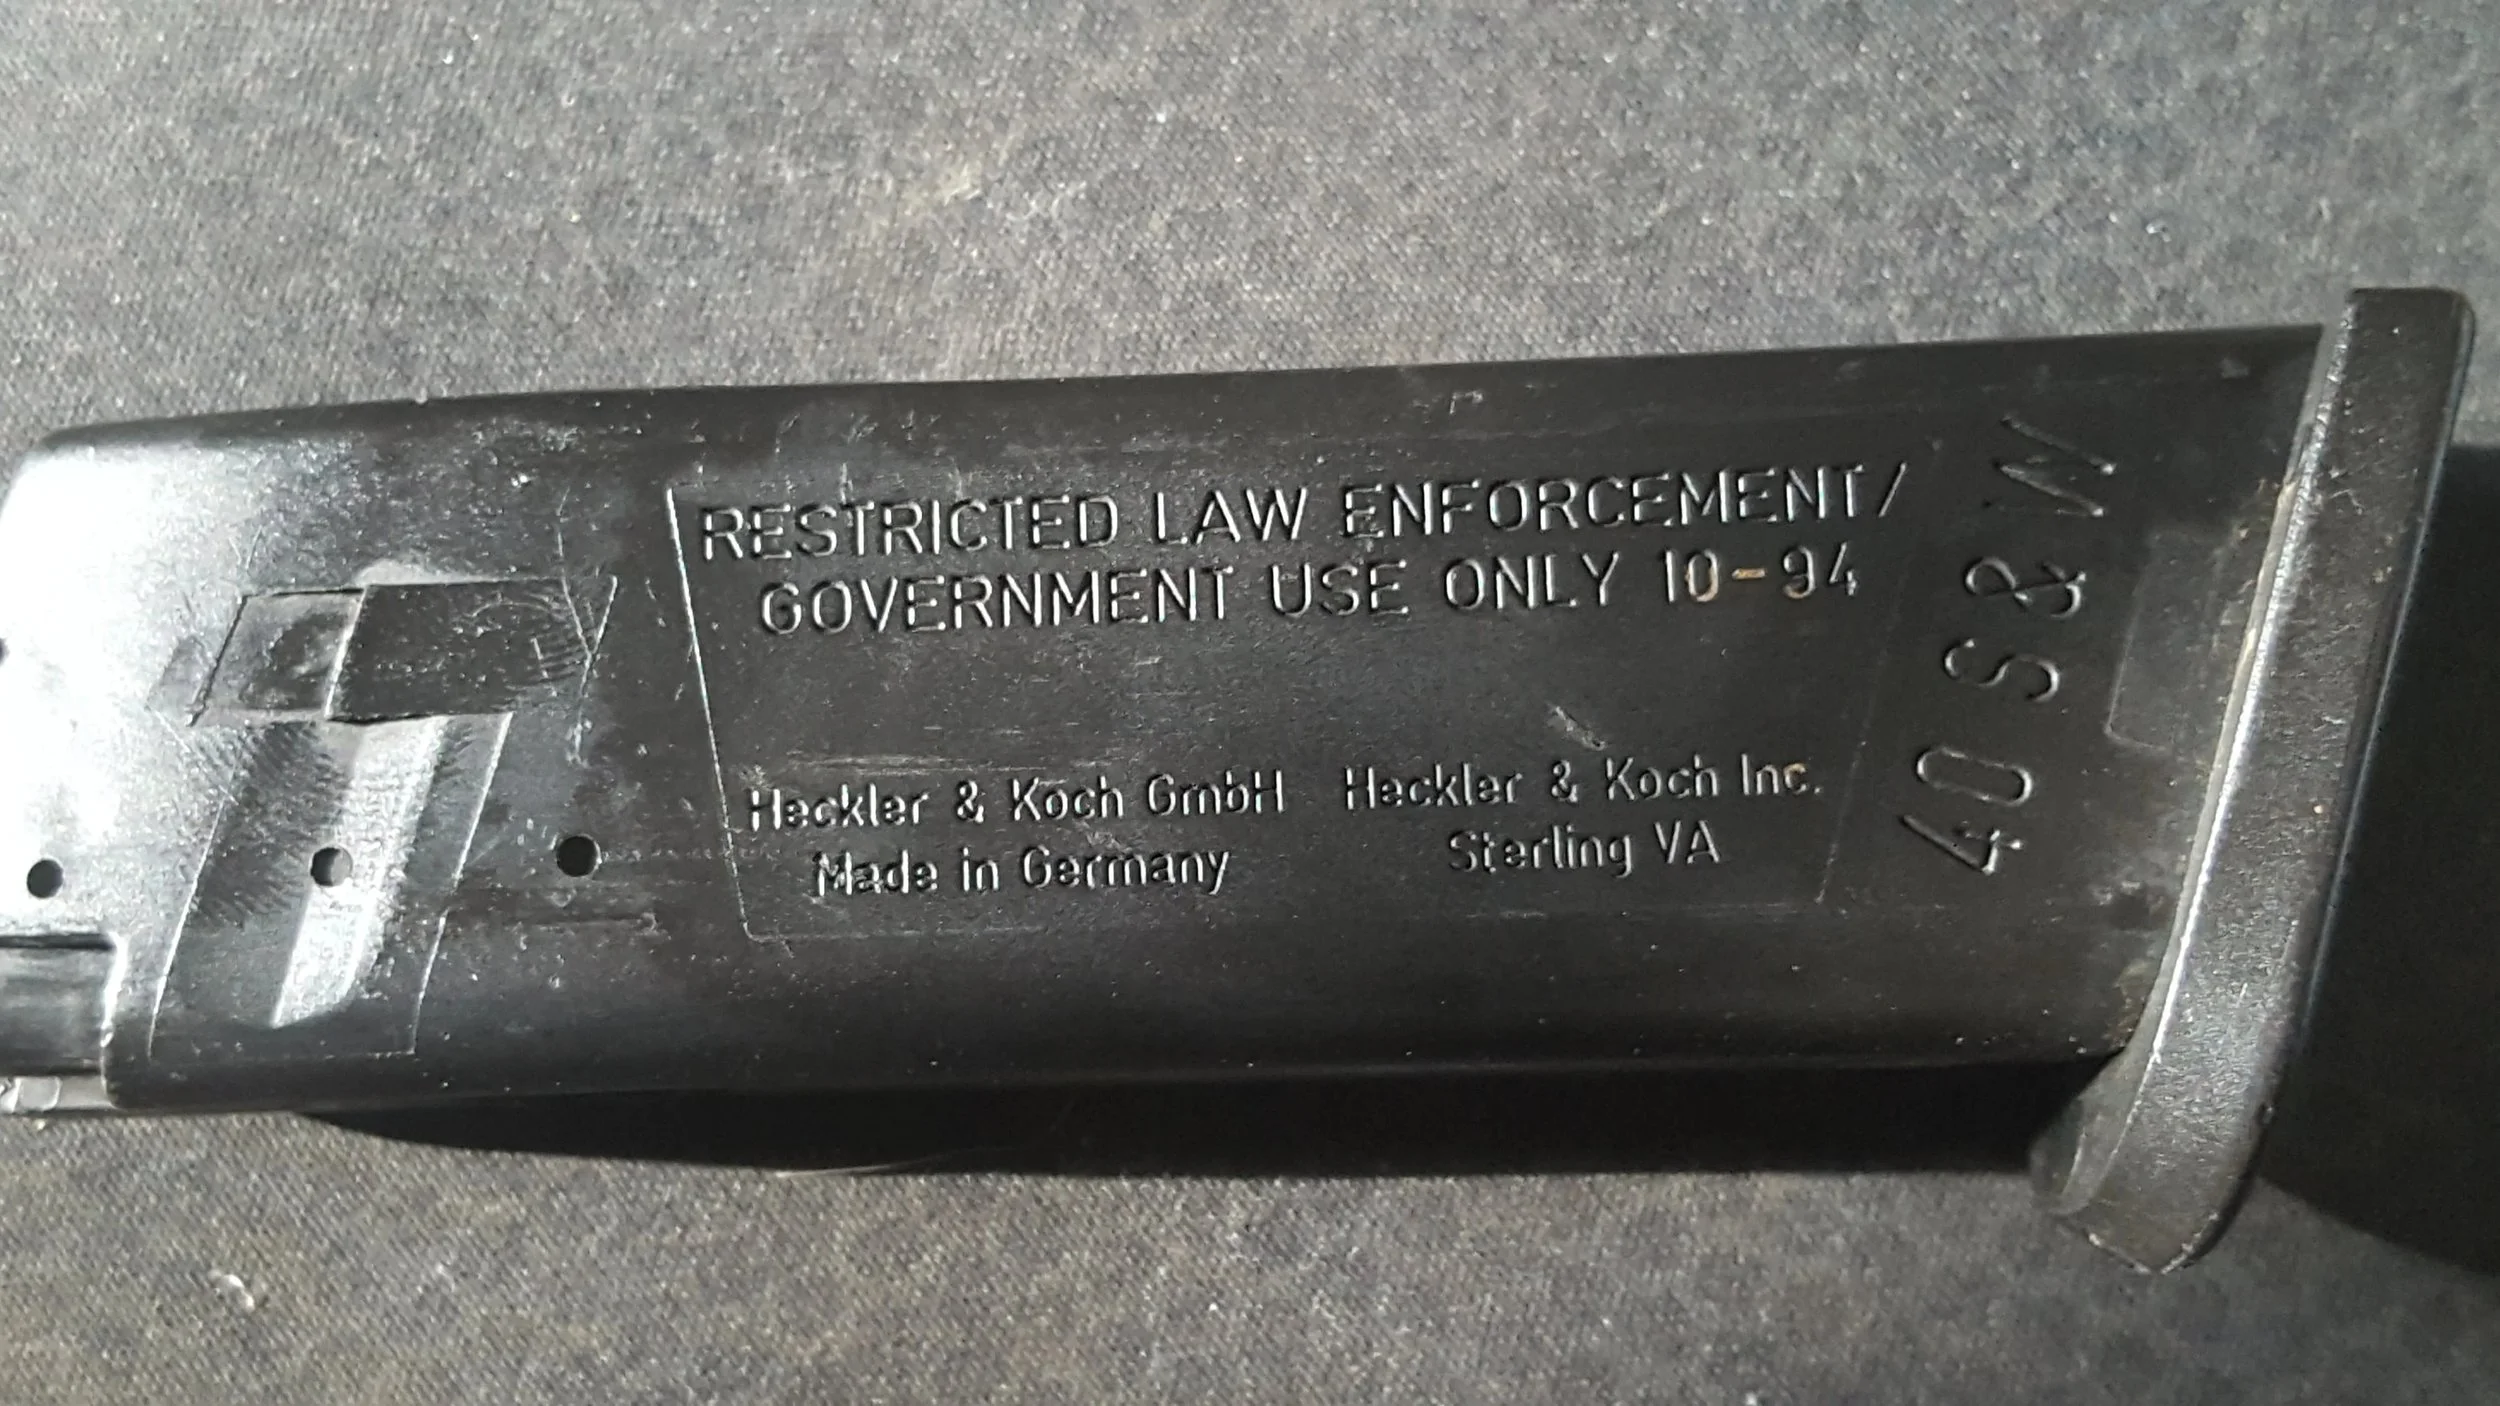 RESTRICTED LAW ENFORCEMENT/
GOVERNMENT USE ONLY 10-94
Heckler & Koch GmbH
Made in Germany
Heckler & Koch Inc.
Sterling VA
40 S&W